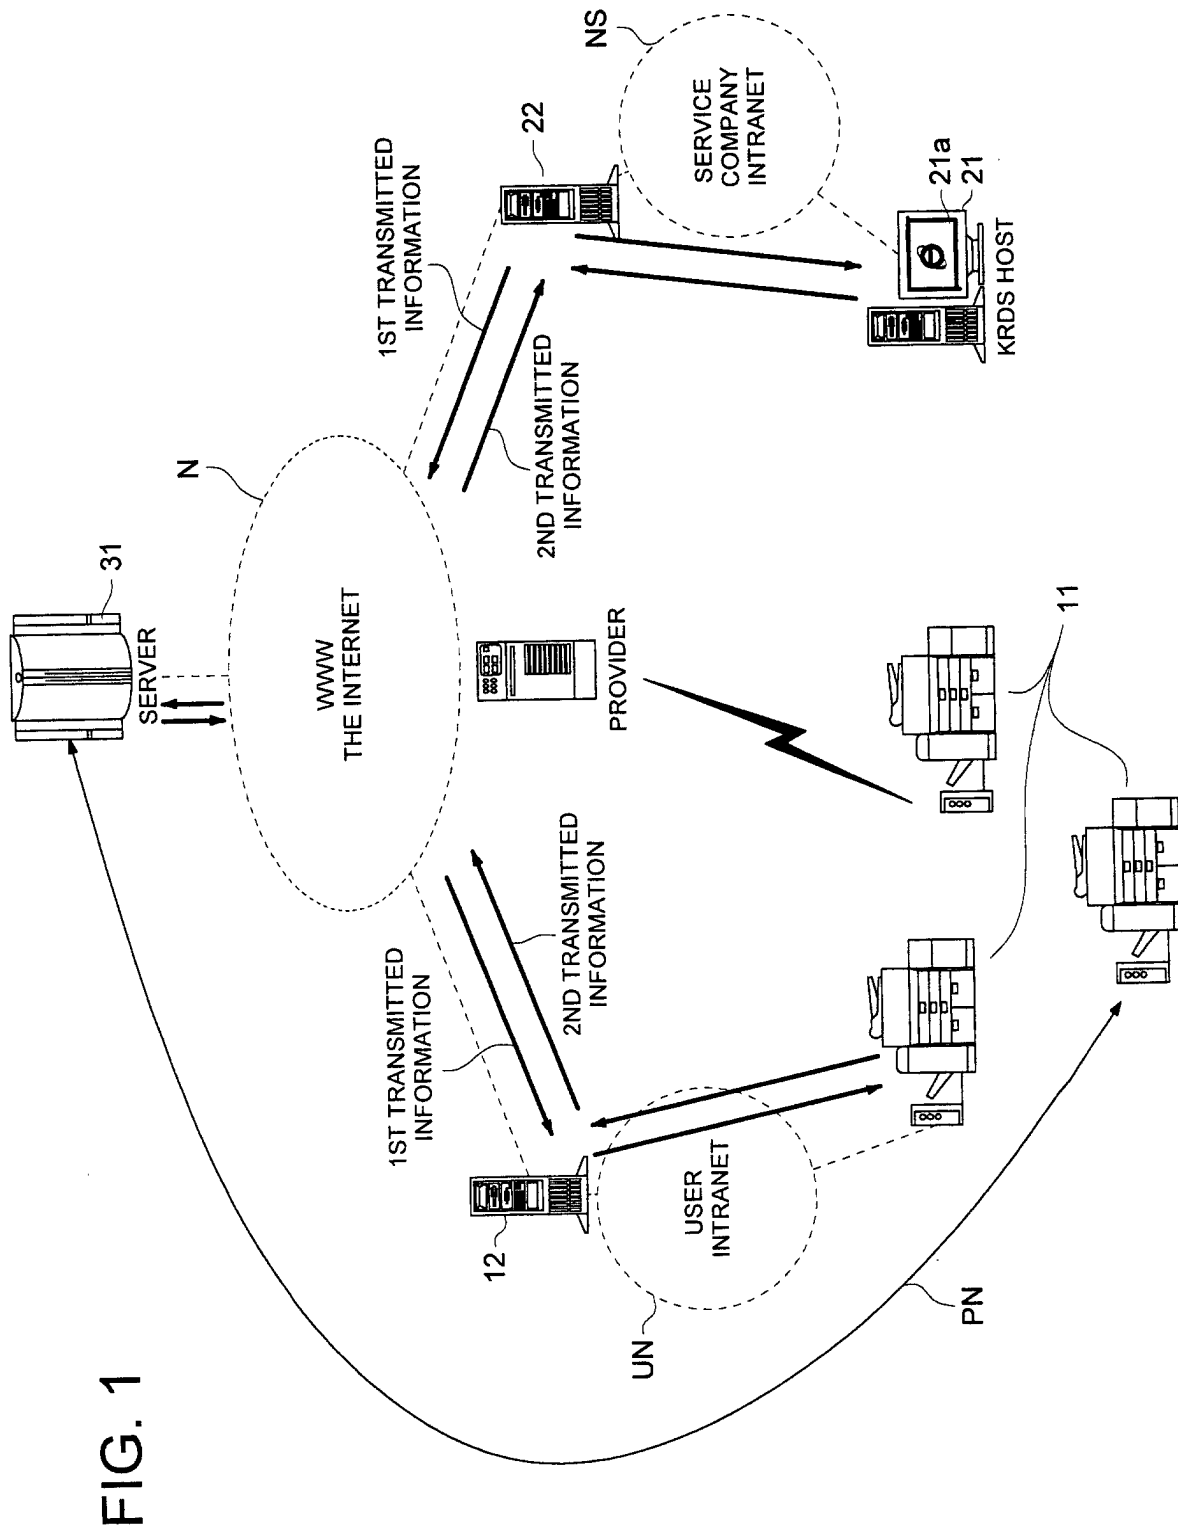 FIG. 1
31
SERVER
N
WWW
THE INTERNET
1ST TRANSMITTED
INFORMATION
2ND TRANSMITTED
INFORMATION
12
UN
USER
INTRANET
PN
PROVIDER
11
1ST TRANSMITTED
INFORMATION
2ND TRANSMITTED
INFORMATION
22
NS
SERVICE
COMPANY
INTRANET
21a
21
KRDS HOST